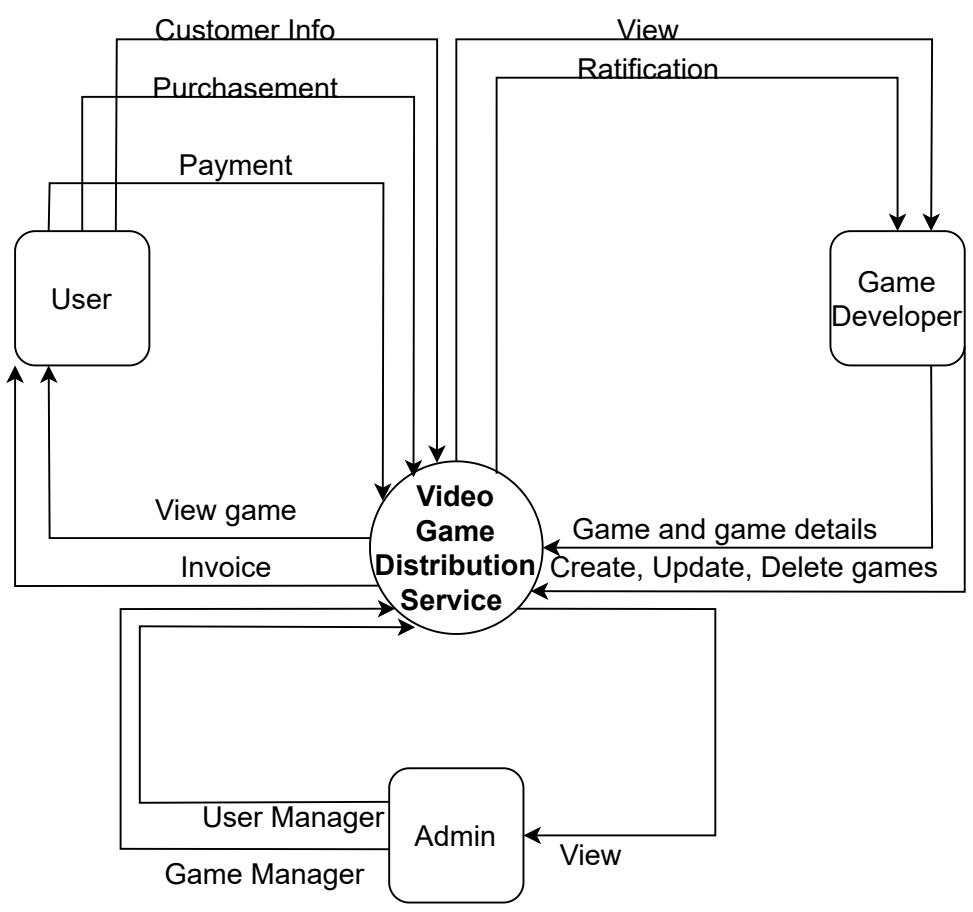 Customer Info
View
Ratification
Purchasement
Payment
User
Game
Developer
Video
Game
Distribution
Service
View game
Invoice
Game and game details
Create, Update, Delete games
User Manager
Admin
View
Game Manager